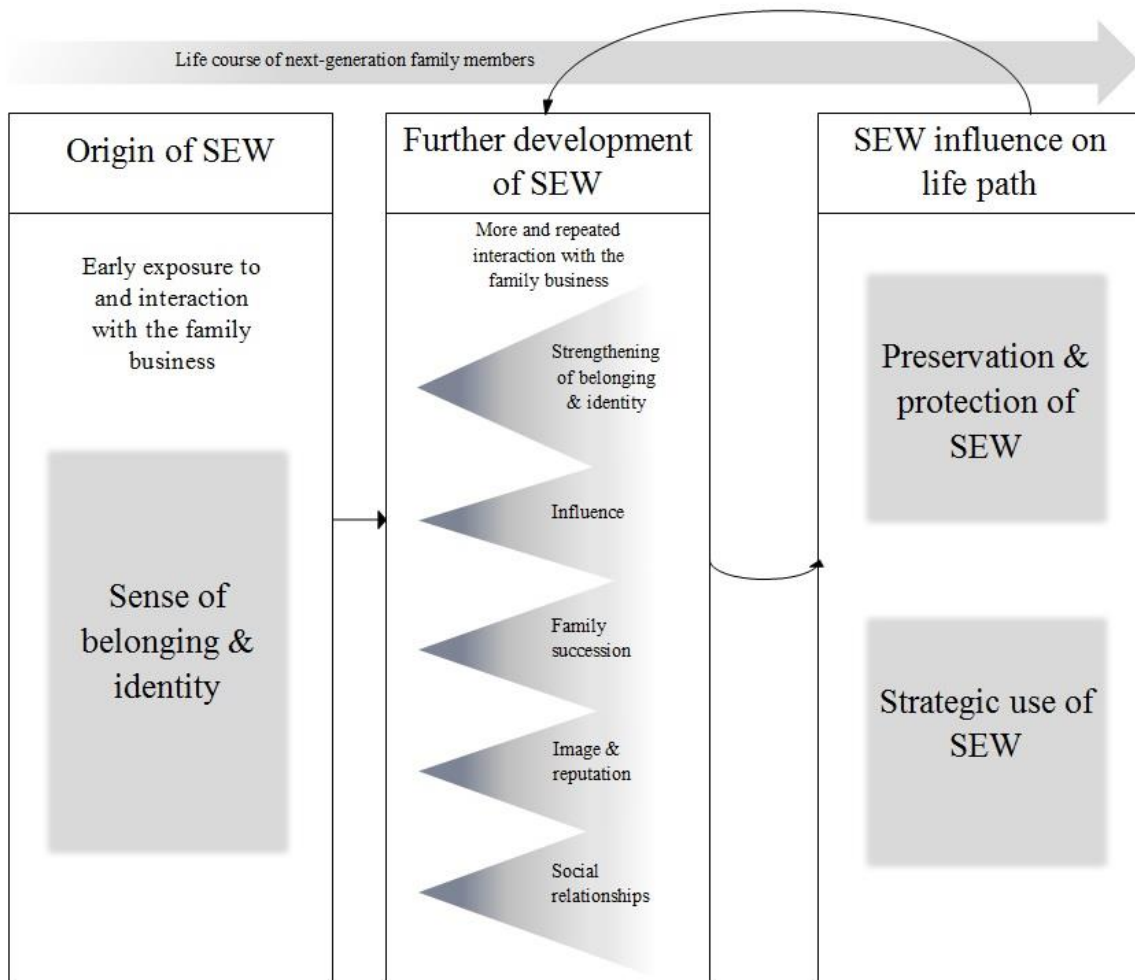 Life course of next-generation family members
Origin of SEW
Early exposure to
and interaction
with the family
business
Sense of
belonging &
identity
Further development
of SEW
More and repeated
interaction with the
family business
Strengthening
of belonging
& identity
Influence
Family
succession
Image &
reputation
Social
relationships
SEW influence on
life path
Preservation &
protection of
SEW
Strategic use of
SEW